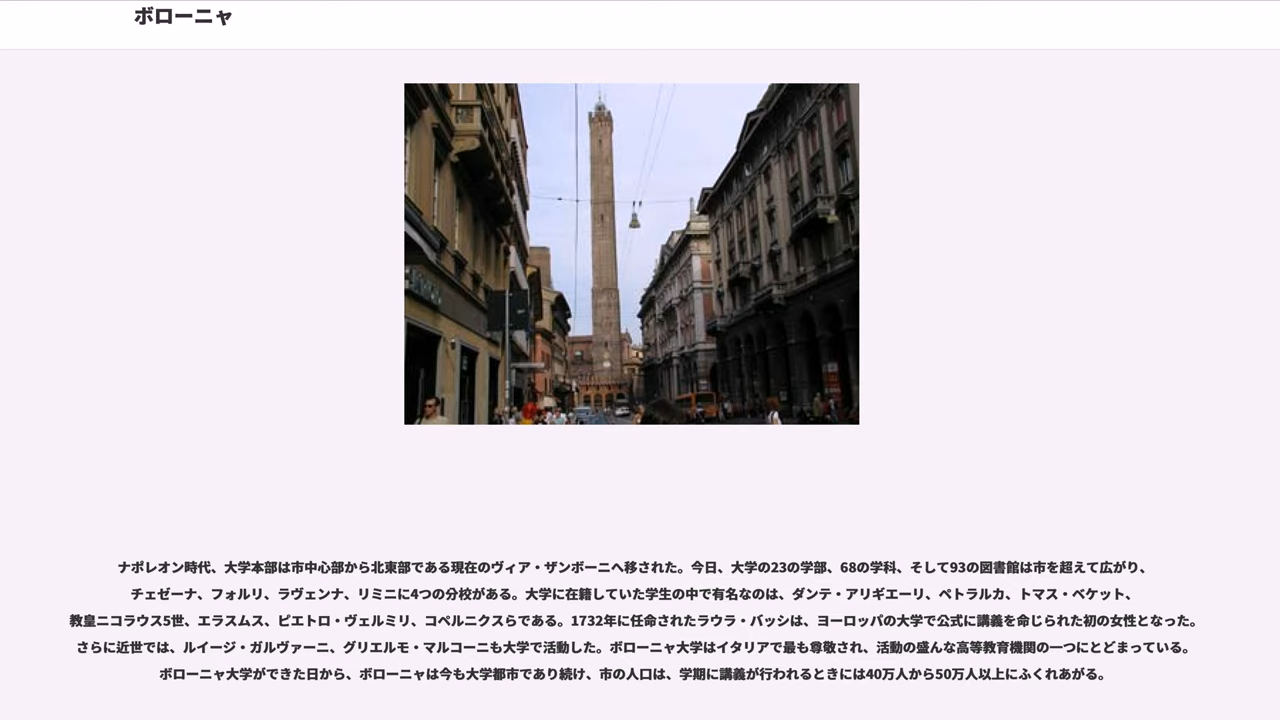 ボローニャ
ナポレオン時代、大学本部は市中心部から北東部である現在のヴィア・ザンボーニへ移された。今日、大学の23の学部、68の学科、そして93の図書館は市を超えて広がり、
チェゼーナ、フォルリ、ラヴェンナ、リミニに4つの分校がある。大学に在籍していた学生の中で有名なのは、ダンテ・アリギエーリ、ペトラルカ、トマス・ベケット、
教皇ニコラウス5世、エラスムス、ピエトロ・ヴェルミリ、コペルニクスらである。1732年に任命されたラウラ・バッシは、ヨーロッパの大学で公式に講義を命じられた初の女性となった。
さらに近世では、ルイージ・ガルヴァーニ、グリエルモ・マルコーニも大学で活動した。ボローニャ大学はイタリアで最も尊敬され、活動の盛んな高等教育機関の一つにとどまっている。
ボローニャ大学ができた日から、ボローニャは今も大学都市であり続け、市の人口は、学期に講義が行われるときには40万人から50万人以上にふくれあがる。